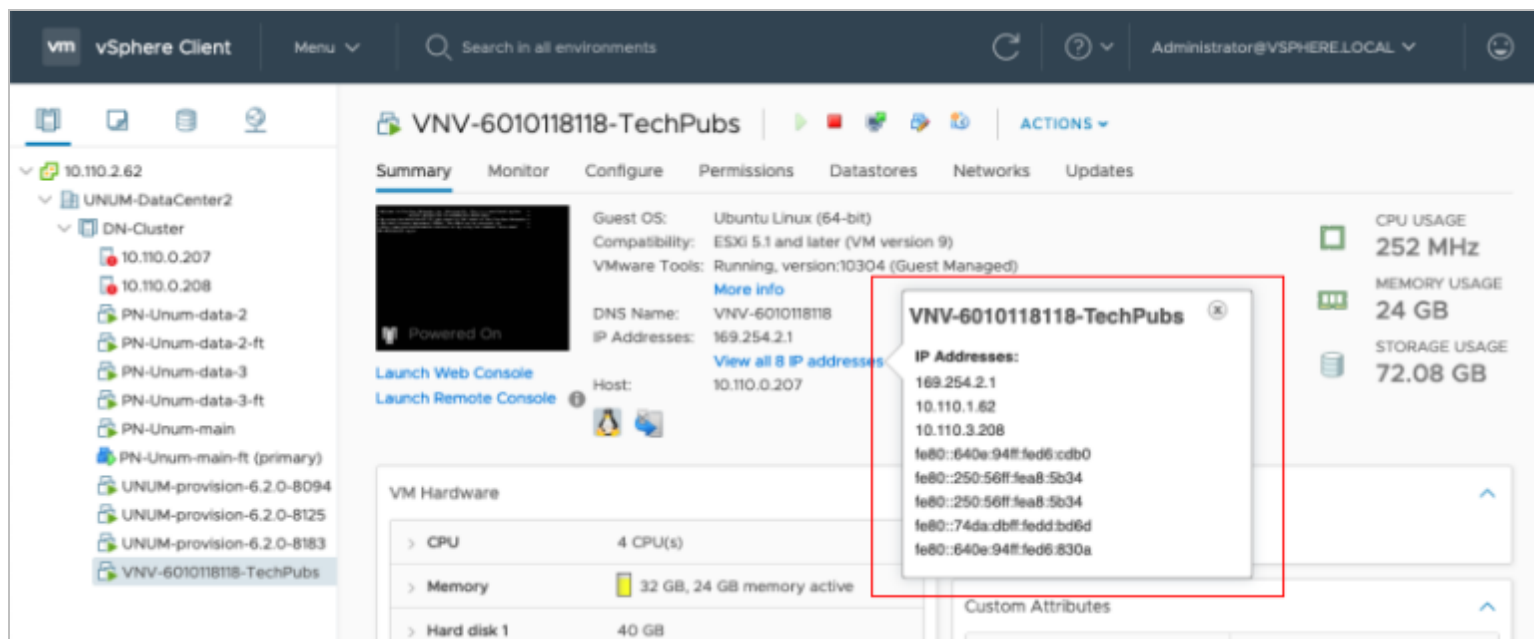 vm vSphere Client Menu Search in all environments Administrator@VSPHERE.LOCAL
10.110.2.62
UNUM-DataCenter2
DN-Cluster
10.110.0.207
10.110.0.208
PN-Unum-data-2
PN-Unum-data-2-ft
PN-Unum-data-3
PN-Unum-data-3-ft
PN-Unum-main
PN-Unum-main-ft (primary)
UNUM-provision-6.2.0-8094
UNUM-provision-6.2.0-8125
UNUM-provision-6.2.0-8183
VNV-6010118118-TechPubs
VNV-6010118118-TechPubs ACTIONS
Summary Monitor Configure Permissions Datastores Networks Updates
Powered On
Launch Web Console
Launch Remote Console
Guest OS: Ubuntu Linux (64-bit)
Compatibility: ESXi 5.1 and later (VM version 9)
VMware Tools: Running, version:10304 (Guest Managed)
More info
DNS Name: VNV-6010118118
IP Addresses: 169.254.2.1
View all 8 IP addresses
Host: 10.110.0.207
CPU USAGE
252 MHz
MEMORY USAGE
24 GB
STORAGE USAGE
72.08 GB
VNV-6010118118-TechPubs
IP Addresses:
169.254.2.1
10.110.1.62
10.110.3.208
fe80::640e:94ff:fed6:cdb0
fe80::250:56ff:fea8:5b34
fe80::250:56ff:fea8:5b34
fe80::74da:dbff:fedd:bd6d
fe80::640e:94ff:fed6:830a
VM Hardware
CPU 4 CPU(s)
Memory 32 GB, 24 GB memory active
Hard disk 1 40 GB
Custom Attributes